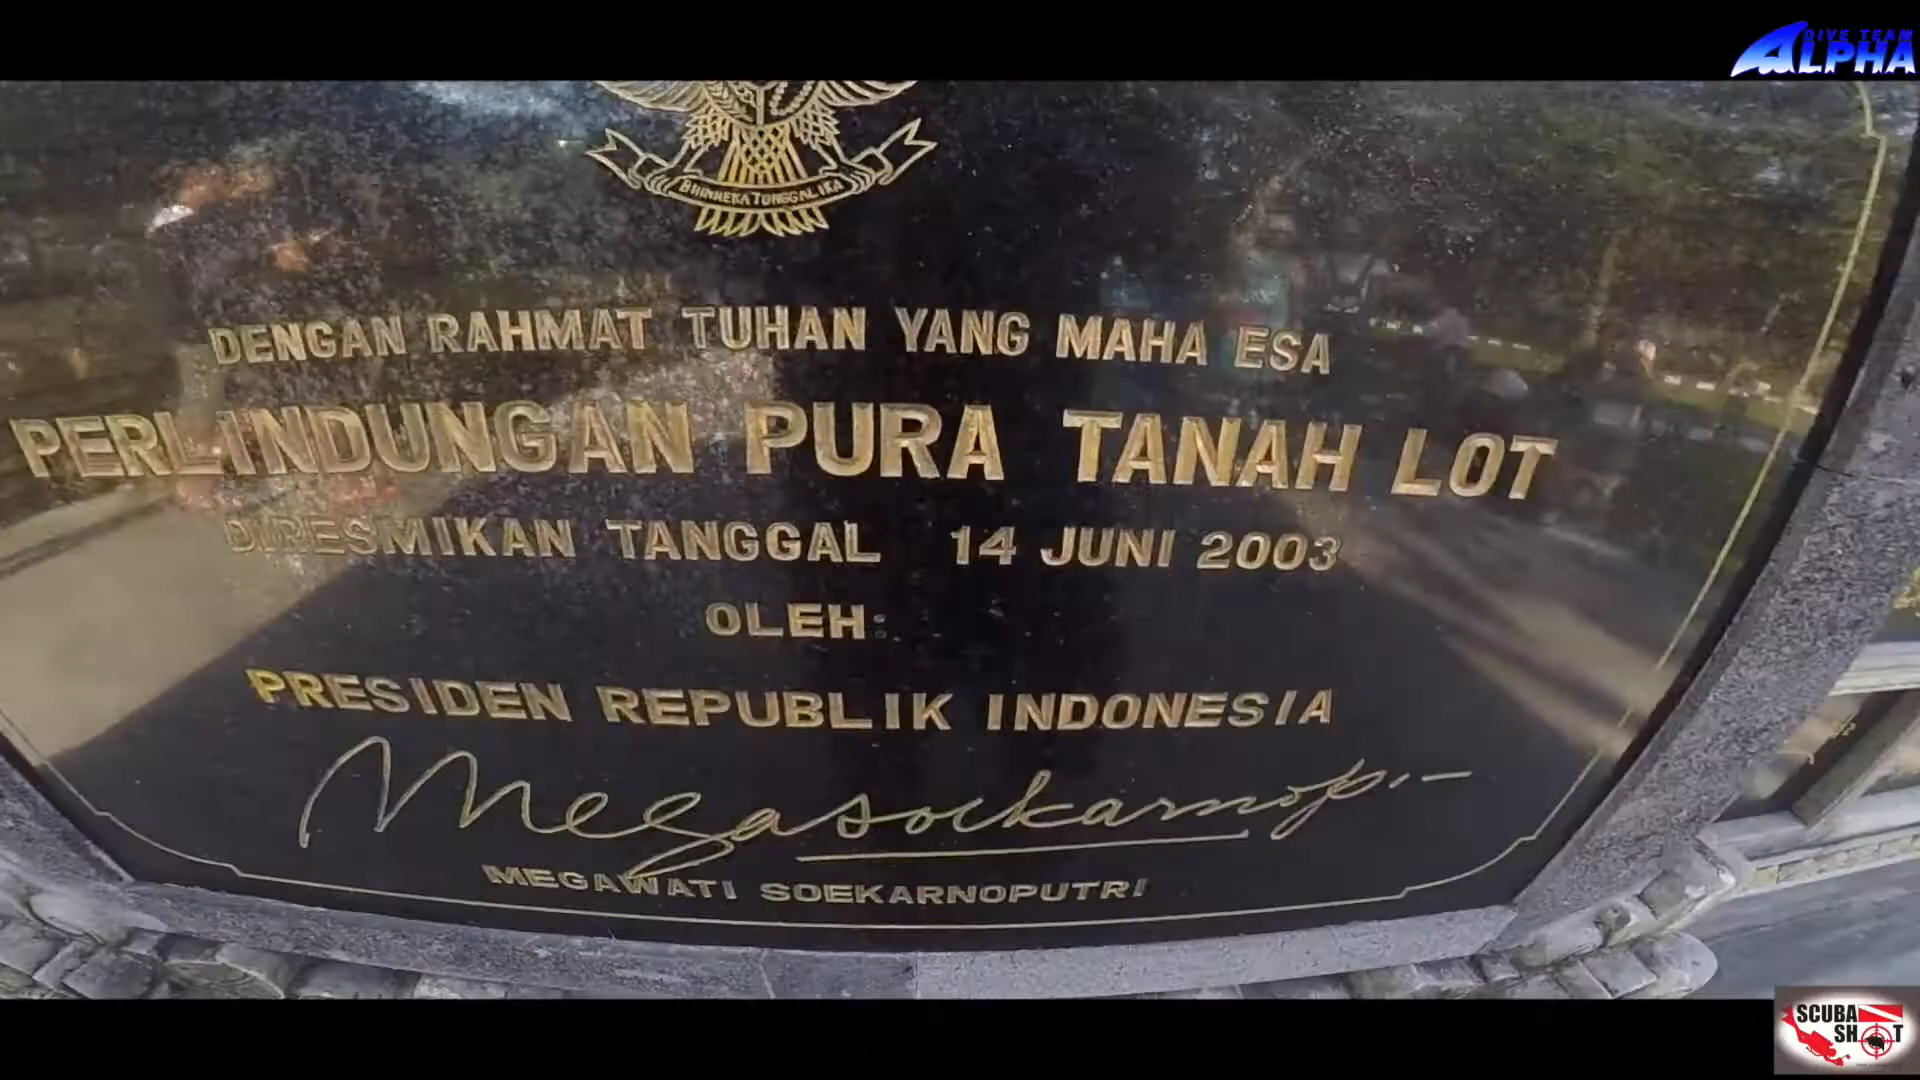 DIVE TEAM
ALPHA
BHINNEKA TUNGGAL IKA
DENGAN RAHMAT TUHAN YANG MAHA ESA
PERLINDUNGAN PURA TANAH LOT
DIRESMIKAN TANGGAL 14 JUNI 2003
OLEH:
PRESIDEN REPUBLIK INDONESIA
Megasoekarnop.-
MEGAWATI SOEKARNOPUTRI
SCUBA
SHOT